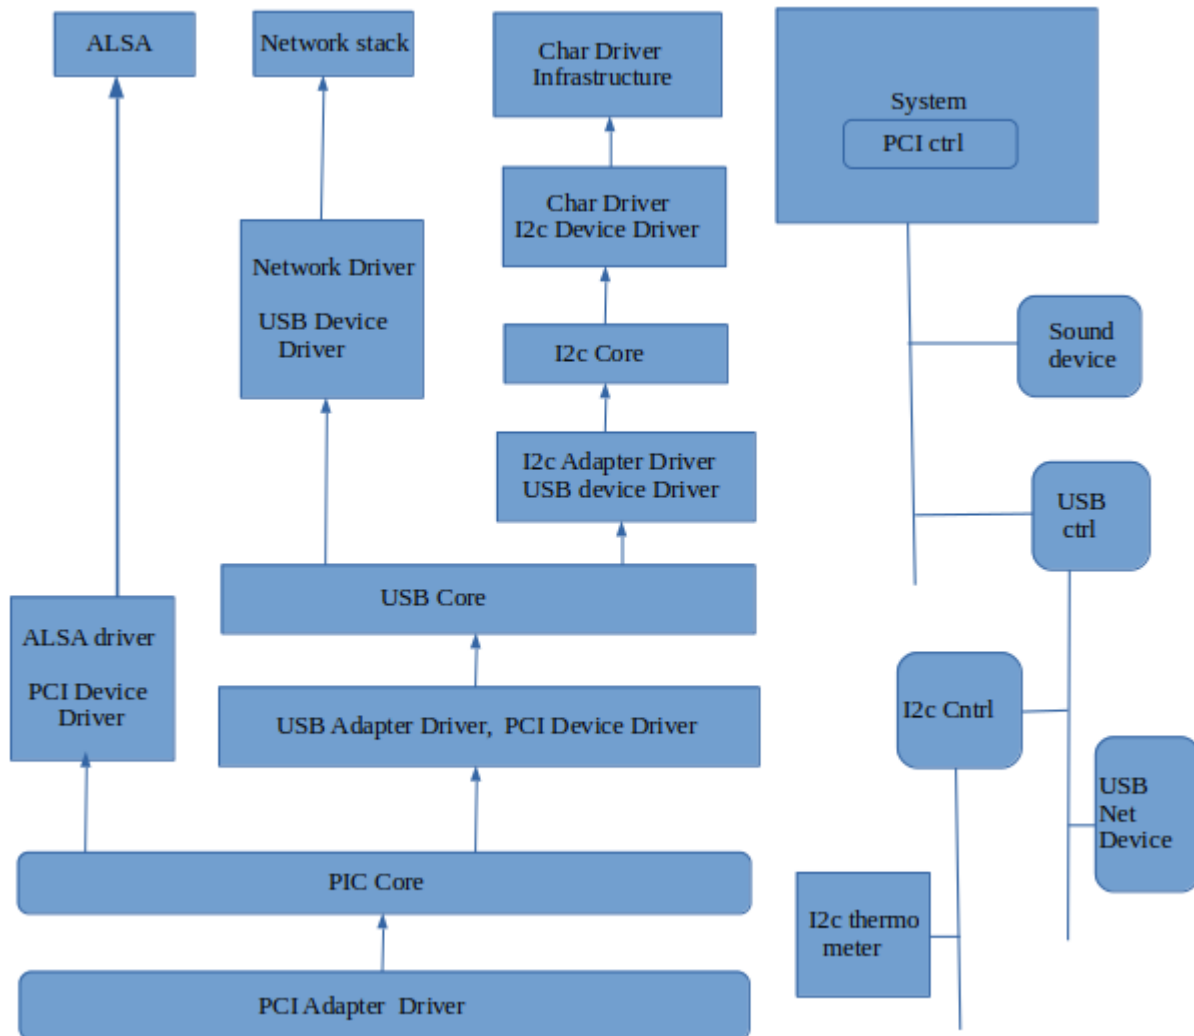 ALSA
Network stack
Char Driver
Infrastructure
System
PCI ctrl
Char Driver
I2c Device Driver
Network Driver
USB Device
Driver
I2c Core
Sound
device
I2c Adapter Driver
USB device Driver
USB
ctrl
USB Core
ALSA driver
PCI Device
Driver
USB Adapter Driver, PCI Device Driver
I2c Cntrl
USB
Net
Device
PIC Core
I2c thermo
meter
PCI Adapter Driver